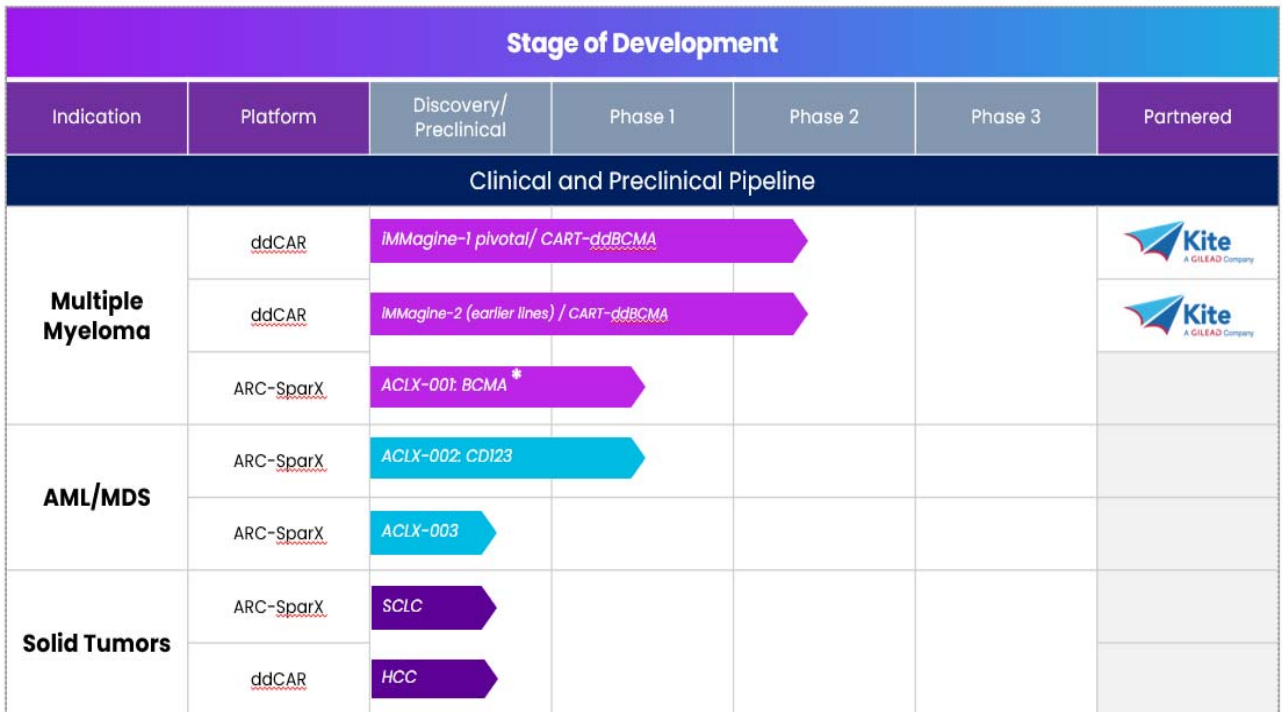 Stage of Development
Indication
Platform
Discovery/
Preclinical
Phase 1
Phase 2
Phase 3
Partnered
Clinical and Preclinical Pipeline
Multiple
Myeloma
ddCAR
iMMagine-1 pivotal/ CART-ddBCMA
Kite
A GILEAD Company
ddCAR
iMMagine-2 (earlier lines) / CART-ddBCMA
Kite
A GILEAD Company
ARC-SparX
ACLX-001: BCMA *
AML/MDS
ARC-SparX
ACLX-002: CD123
ARC-SparX
ACLX-003
Solid Tumors
ARC-SparX
SCLC
ddCAR
HCC